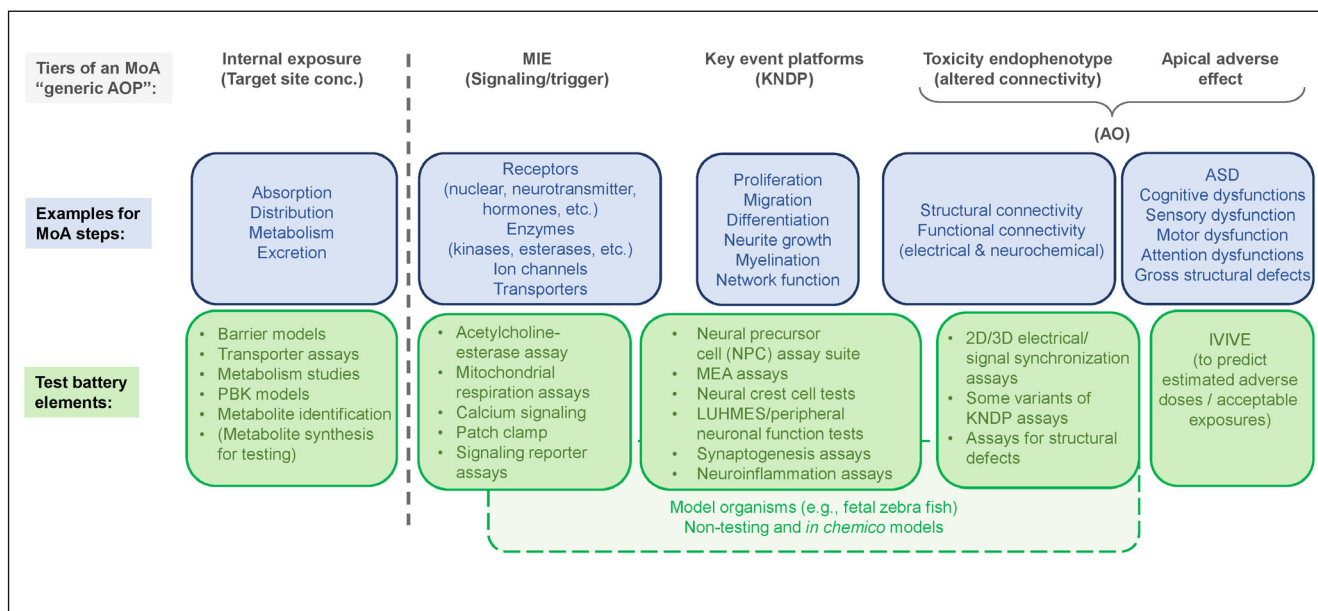 Tiers of an MoA
“generic AOP”:
Internal exposure
(Target site conc.)
MIE
(Signaling/trigger)
Key event platforms
(KNDP)
Toxicity endophenotype
(altered connectivity)
Apical adverse
effect
(AO)
Examples for
MoA steps:
Absorption
Distribution
Metabolism
Excretion
Receptors
(nuclear, neurotransmitter,
hormones, etc.)
Enzymes
(kinases, esterases, etc.)
Ion channels
Transporters
Proliferation
Migration
Differentiation
Neurite growth
Myelination
Network function
Structural connectivity
Functional connectivity
(electrical & neurochemical)
ASD
Cognitive dysfunctions
Sensory dysfunction
Motor dysfunction
Attention dysfunctions
Gross structural defects
Test battery
elements:
• Barrier models
• Transporter assays
• Metabolism studies
• PBK models
• Metabolite identification
• (Metabolite synthesis
for testing)
• Acetylcholine-
esterase assay
• Mitochondrial
respiration assays
• Calcium signaling
• Patch clamp
• Signaling reporter
assays
• Neural precursor
cell (NPC) assay suite
• MEA assays
• Neural crest cell tests
• LUHMES/peripheral
neuronal function tests
• Synaptogenesis assays
• Neuroinflammation assays
• 2D/3D electrical/
signal synchronization
assays
• Some variants of
KNDP assays
• Assays for structural
defects
IVIVE
(to predict
estimated adverse
doses / acceptable
exposures)
Model organisms (e.g., fetal zebra fish)
Non-testing and in chemico models